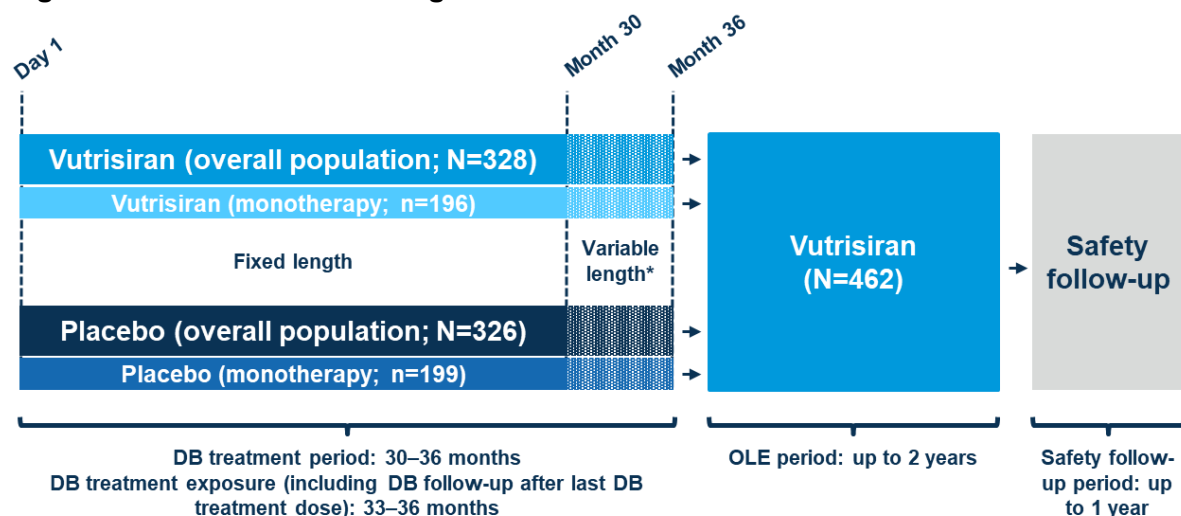 Day 1
Month 30
Month 36
Vutrisiran (overall population; N=328)
Vutrisiran (monotherapy; n=196)
Fixed length
Variable
length*
Placebo (overall population; N=326)
Placebo (monotherapy; n=199)
Vutrisiran
(N=462)
Safety
follow-up
DB treatment period: 30–36 months
DB treatment exposure (including DB follow-up after last DB
treatment dose): 33–36 months
OLE period: up to 2 years
Safety follow-
up period: up
to 1 year